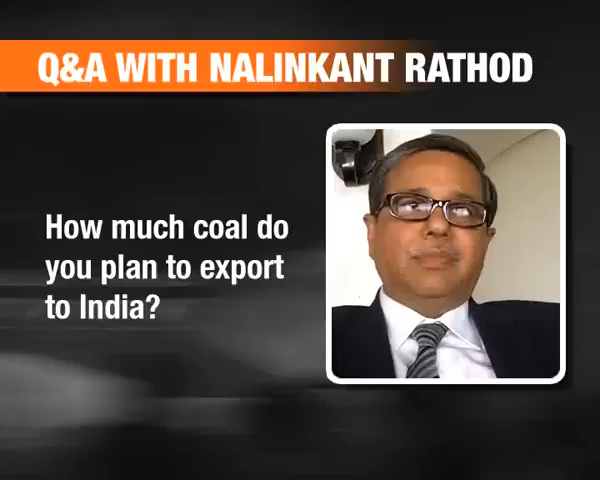 Q&A WITH NALINKANT RATHOD
How much coal do
you plan to export
to India?